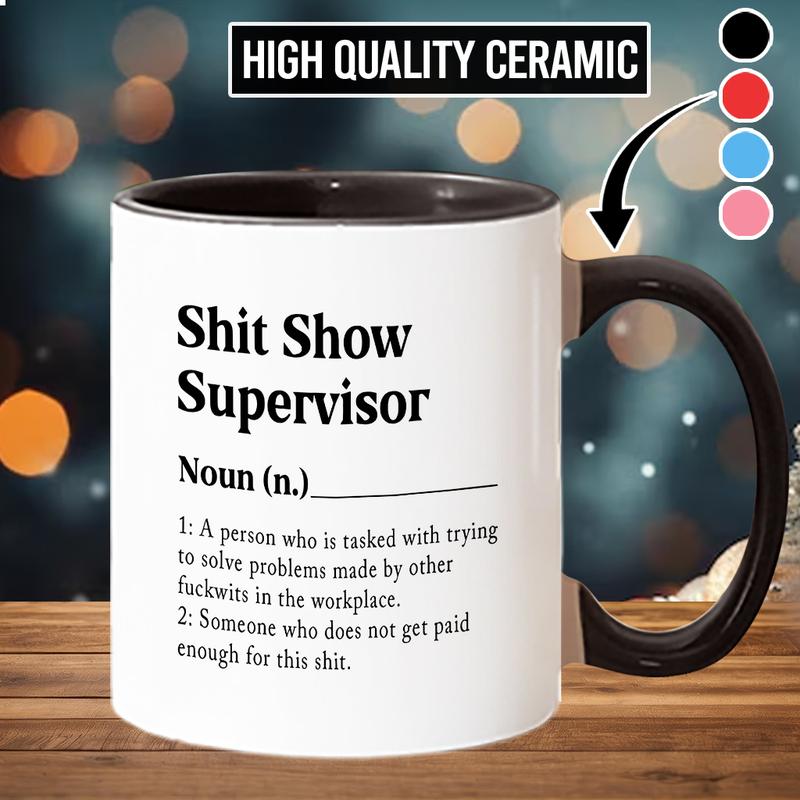 HIGH QUALITY CERAMIC
Shit Show
Supervisor
Noun (n.)
1: A person who is tasked with trying
to solve problems made by other
fuckwits in the workplace.
2: Someone who does not get paid
enough for this shit.